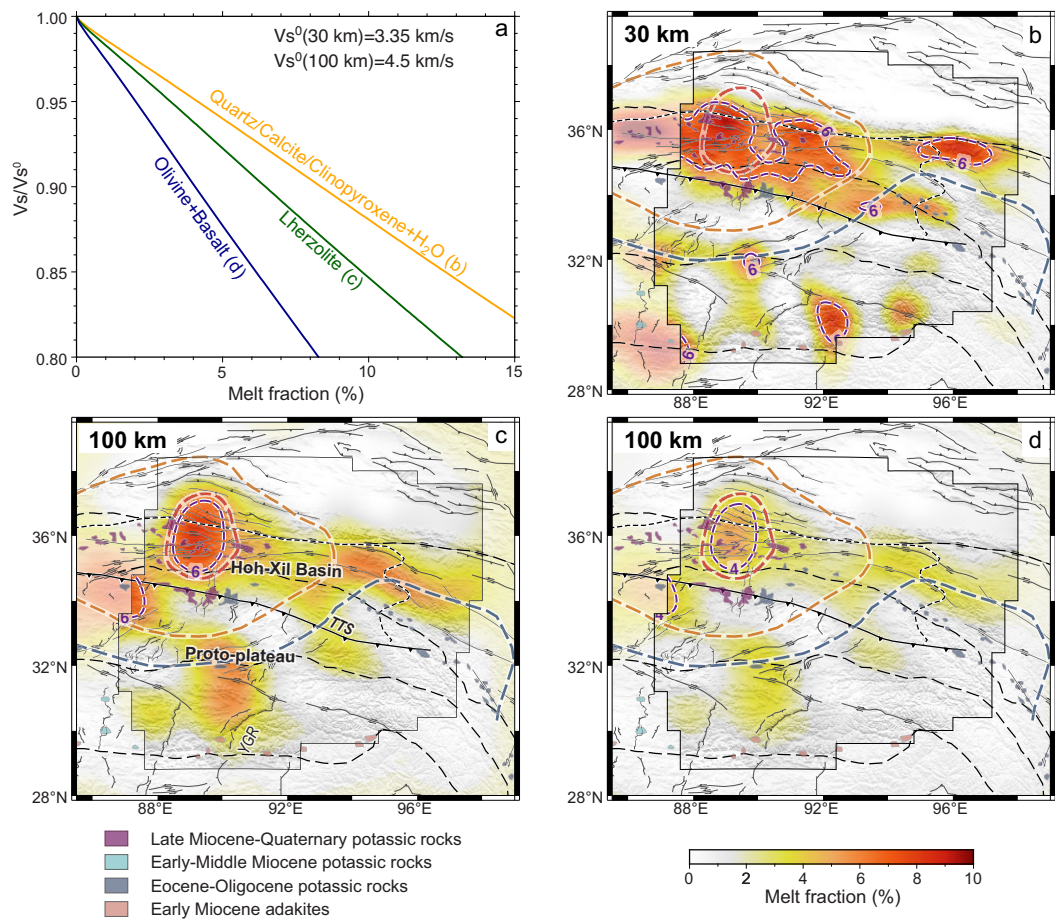 a
Vs⁰(30 km)=3.35 km/s
Vs⁰(100 km)=4.5 km/s
Quartz/Calcite/Clinopyroxene+H₂O (b)
Lherzolite (c)
Olivine+Basalt (d)
1.00
0.95
0.90
0.85
0.80
Vs/Vs⁰
0 5 10 15
Melt fraction (%)
30 km
b
36°N
32°N
28°N
88°E 92°E 96°E
6
6
6
6
6
100 km
c
36°N
32°N
28°N
88°E 92°E 96°E
6
6
Hoh-Xil Basin
TTS
Proto-plateau
YGR
100 km
d
36°N
32°N
28°N
88°E 92°E 96°E
4
4
Late Miocene-Quaternary potassic rocks
Early-Middle Miocene potassic rocks
Eocene-Oligocene potassic rocks
Early Miocene adakites
0 2 4 6 8 10
Melt fraction (%)